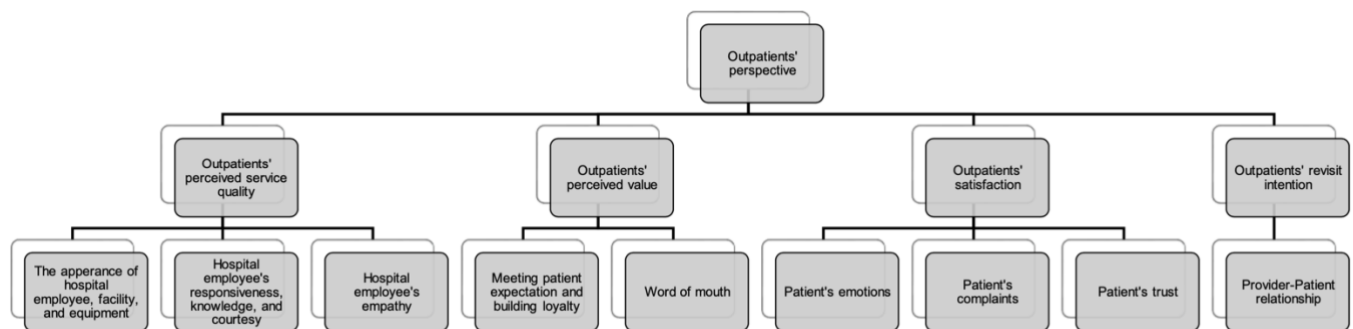 Outpatients'
perspective
Outpatients'
perceived service
quality
Outpatients'
perceived value
Outpatients'
satisfaction
Outpatients' revisit
intention
The apperance of
hospital
employee, facility,
and equipment
Hospital
employee's
responsiveness,
knowledge, and
courtesy
Hospital
employee's
empathy
Meeting patient
expectation and
building loyalty
Word of mouth
Patient's emotions
Patient's
complaints
Patient's trust
Provider-Patient
relationship